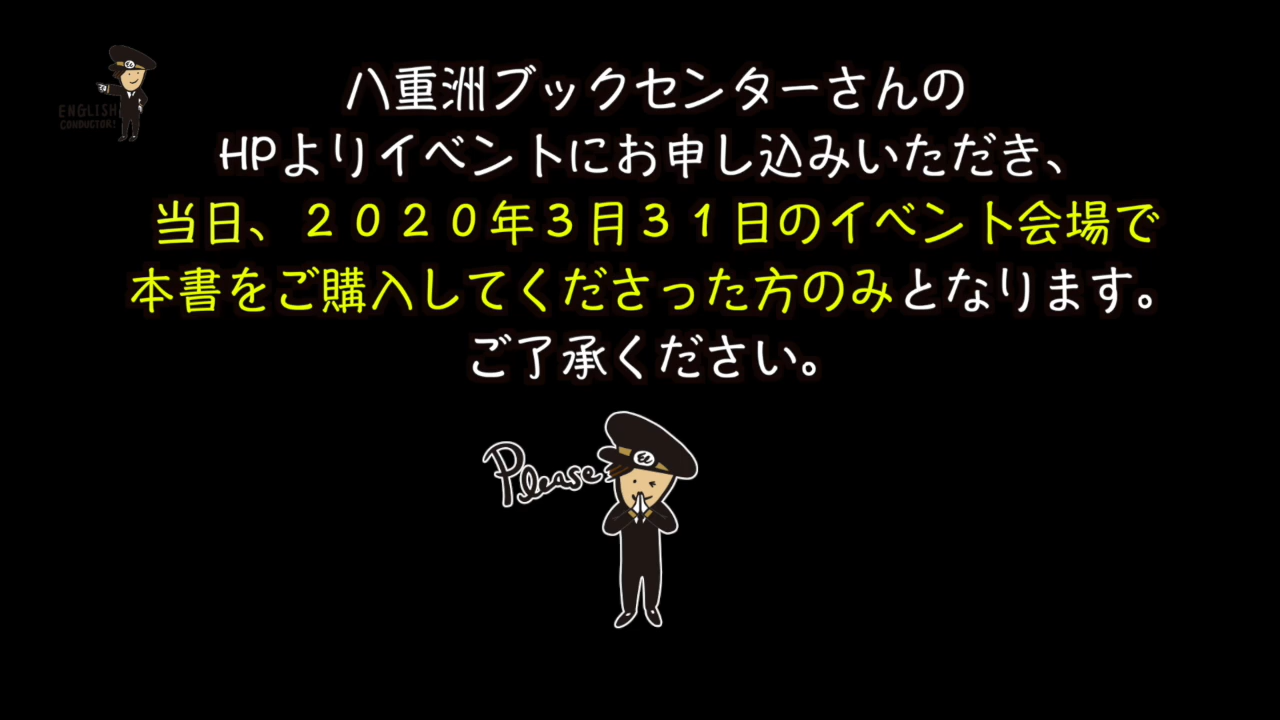 ENGLISH
CONDUCTOR!
八重洲ブックセンターさんの
HPよりイベントにお申し込みいただき、
当日、２０２０年３月３１日のイベント会場で
本書をご購入してくださった方のみとなります。
ご了承ください。
Please